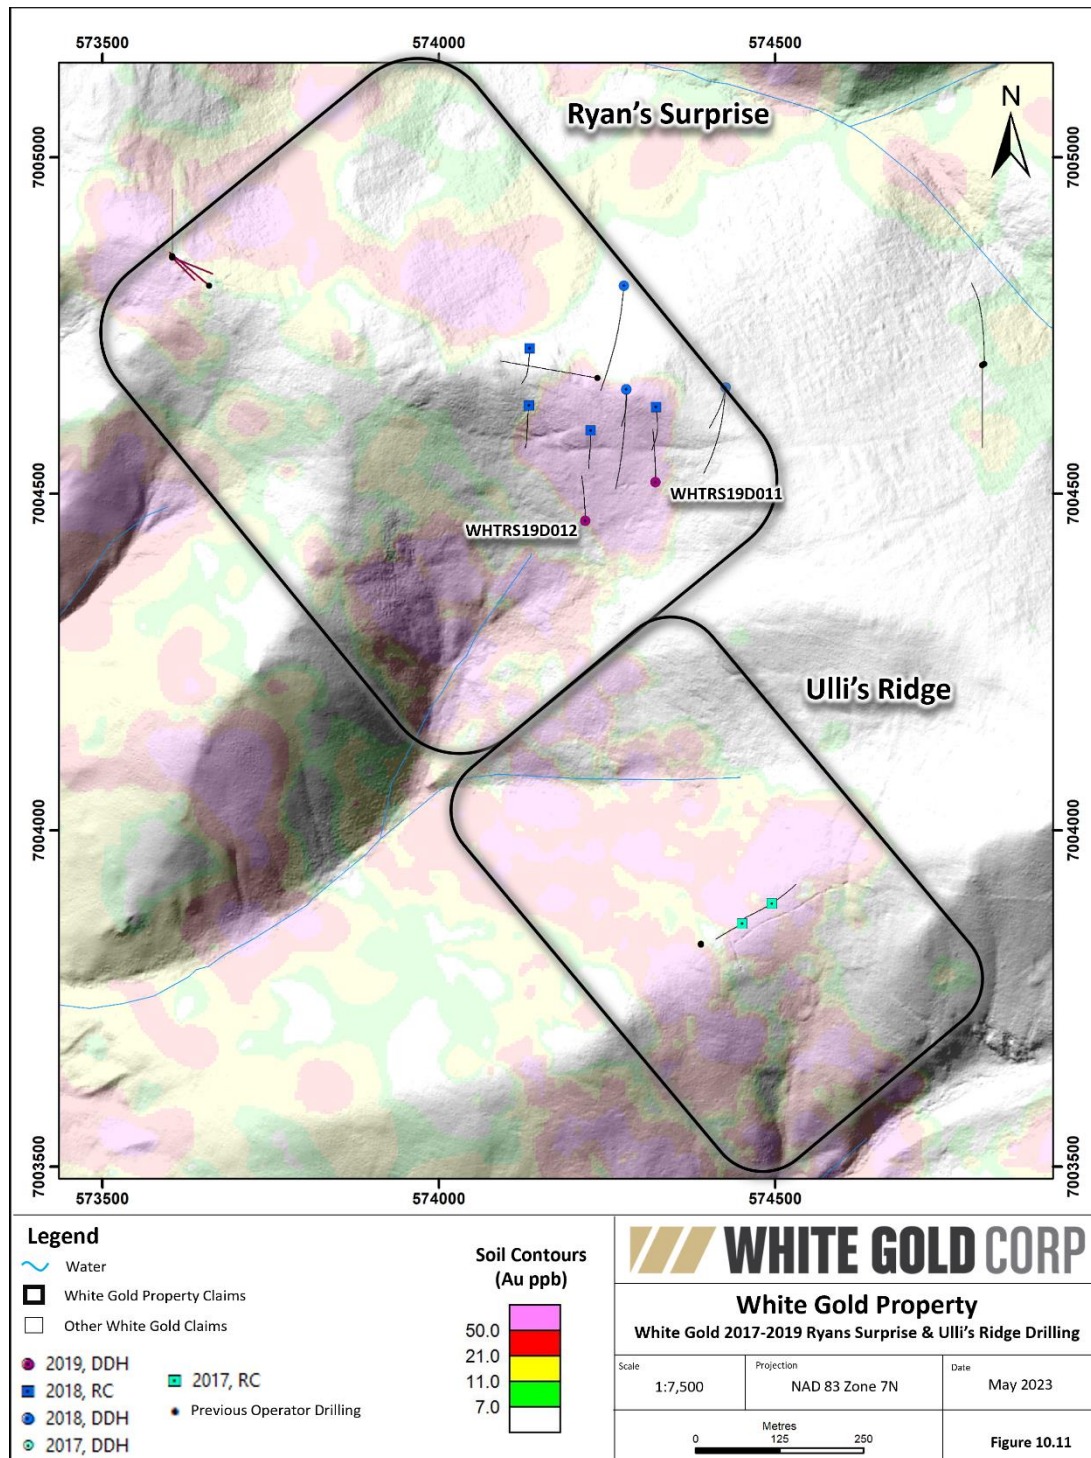 573500 574000 574500
Ryan's Surprise
N
7005000 7005000
7004500 7004500
WHTRS19D011
WHTRS19D012
Ulli's Ridge
7004000 7004000
7003500 7003500
573500 574000 574500
Legend
Water
White Gold Property Claims
Other White Gold Claims
2019, DDH
2018, RC
2018, DDH
2017, DDH
2017, RC
Previous Operator Drilling
Soil Contours
(Au ppb)
50.0
21.0
11.0
7.0
WHITE GOLD CORP
White Gold Property
White Gold 2017-2019 Ryans Surprise & Ulli's Ridge Drilling
Scale
1:7,500
Projection
NAD 83 Zone 7N
Date
May 2023
Metres
0 125 250
Figure 10.11